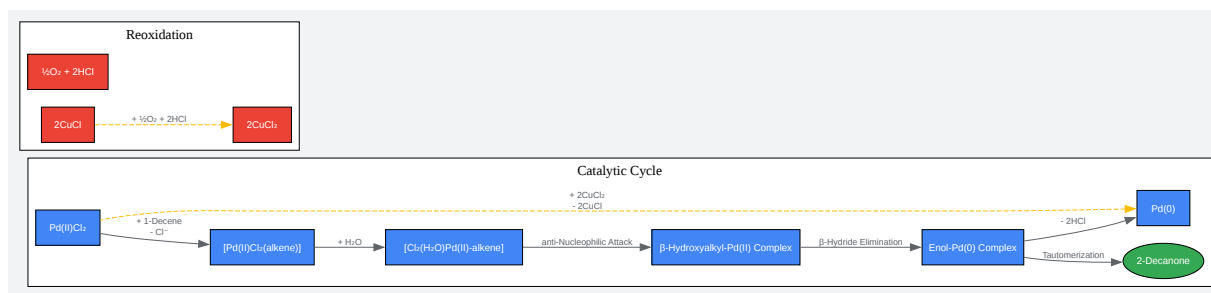 Reoxidation
½O₂ + 2HCl
2CuCl
+ ½O₂ + 2HCl
2CuCl₂
Catalytic Cycle
+ 2CuCl₂
- 2CuCl
Pd(0)
Pd(II)Cl₂
+ 1-Decene
- Cl⁻
- 2HCl
[Pd(II)Cl₂(alkene)]
+ H₂O
[Cl₂(H₂O)Pd(II)-alkene]
anti-Nucleophilic Attack
β-Hydroxyalkyl-Pd(II) Complex
β-Hydride Elimination
Enol-Pd(0) Complex
Tautomerization
2-Decanone